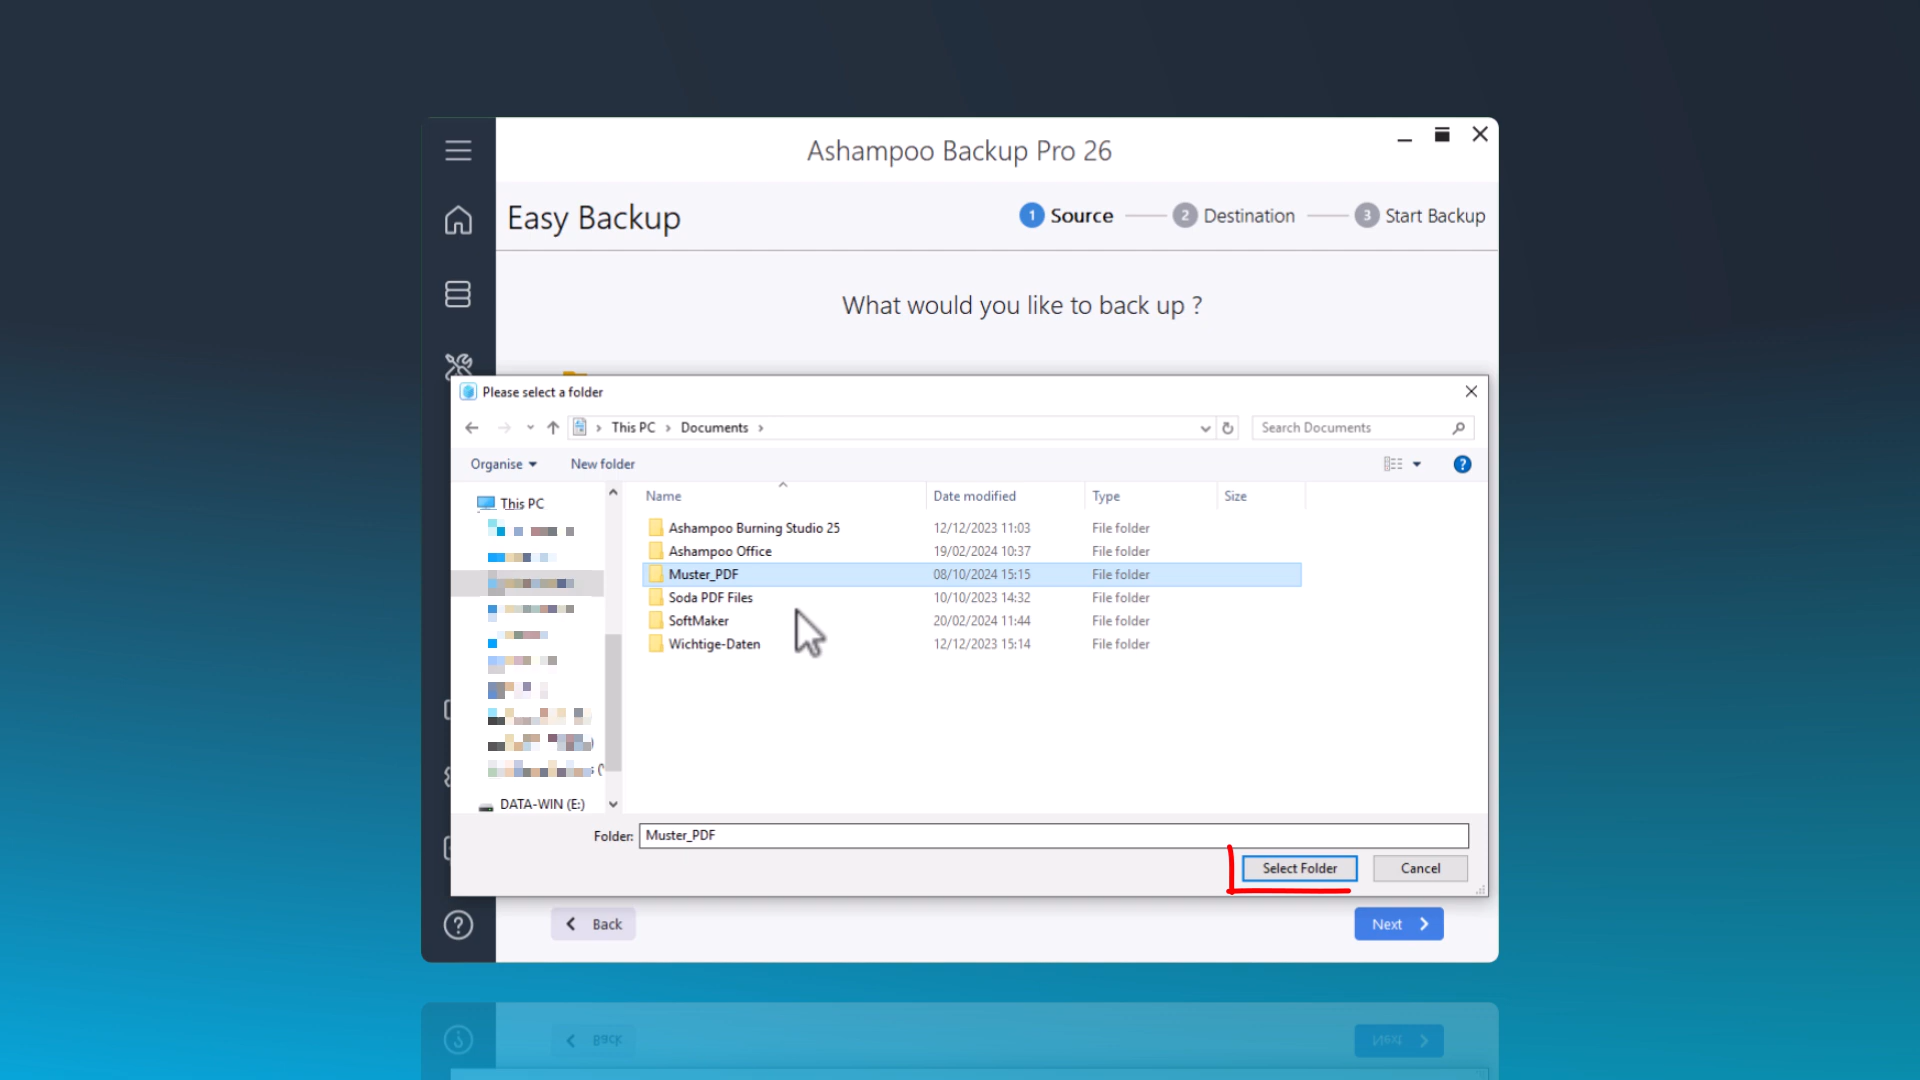 Ashampoo Backup Pro 26
Easy Backup
1 Source 2 Destination 3 Start Backup
What would you like to back up ?
Please select a folder
This PC Documents
Search Documents
Organise New folder
?
This PC
DATA-WIN (E:)
Name Date modified Type Size
Ashampoo Burning Studio 25 12/12/2023 11:03 File folder
Ashampoo Office 19/02/2024 10:37 File folder
Muster_PDF 08/10/2024 15:15 File folder
Soda PDF Files 10/10/2023 14:32 File folder
SoftMaker 20/02/2024 11:44 File folder
Wichtige-Daten 12/12/2023 15:14 File folder
Folder: Muster_PDF
Select Folder Cancel
?
Back Next